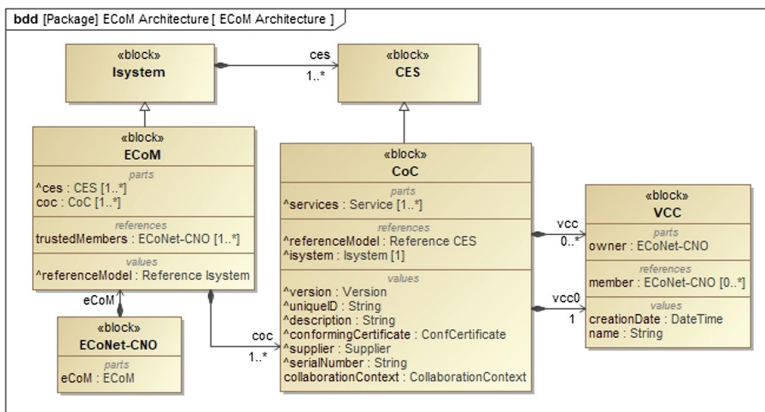 bdd [Package] ECoM Architecture [ ECoM Architecture ]
«block»
Isystem
ces
1..*
«block»
CES
«block»
ECoM
parts
^ces : CES [1..*]
coc : CoC [1..*]
references
trustedMembers : ECoNet-CNO [1..*]
values
^referenceModel : Reference Isystem
eCoM
«block»
ECoNet-CNO
parts
eCoM : ECoM
coc
1..*
«block»
CoC
parts
^services : Service [1..*]
references
^referenceModel : Reference CES
^isystem : Isystem [1]
values
^version : Version
^uniqueID : String
^description : String
^conformingCertificate : ConfCertificate
^supplier : Supplier
^serialNumber : String
collaborationContext : CollaborationContext
vcc
0..*
vcc0
1
«block»
VCC
parts
owner : ECoNet-CNO
references
member : ECoNet-CNO [0..*]
values
creationDate : DateTime
name : String